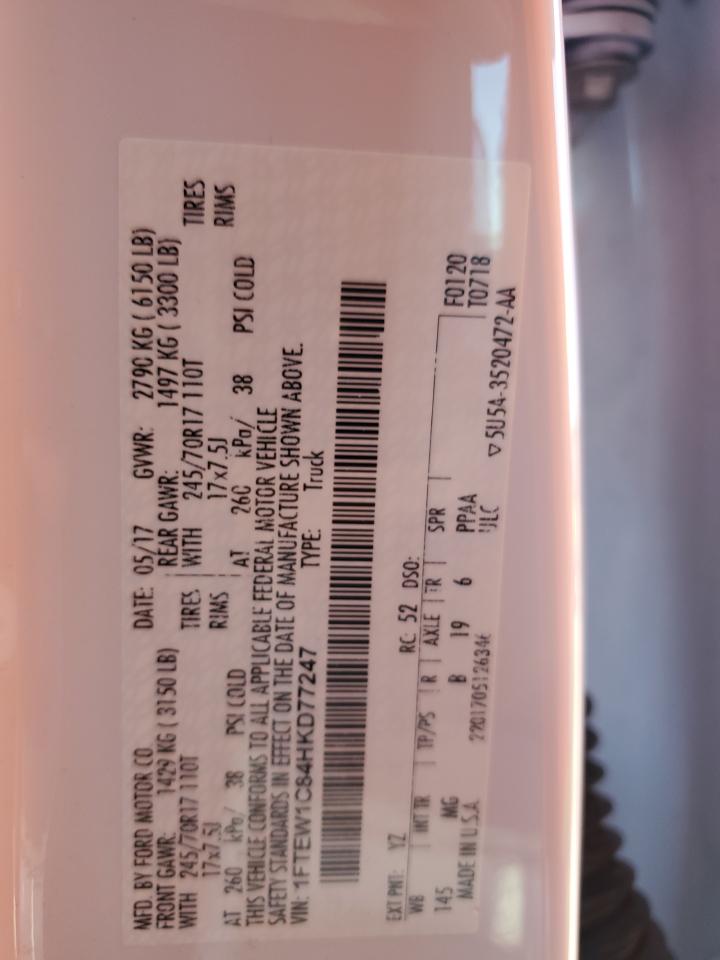 MFD. BY FORD MOTOR CO.
DATE: 05/17 GVWR: 2790 KG ( 6150 LB)
FRONT GAWR: 1429 KG ( 3150 LB) REAR GAWR: 1497 KG ( 3300 LB)
WITH 245/70R17 110T TIRES WITH 245/70R17 110T TIRES
17x7.5J RIMS 17x7.5J RIMS
AT 260 kPa/ 38 PSI COLD AT 260 kPa/ 38 PSI COLD
THIS VEHICLE CONFORMS TO ALL APPLICABLE FEDERAL MOTOR VEHICLE
SAFETY STANDARDS IN EFFECT ON THE DATE OF MANUFACTURE SHOWN ABOVE.
VIN: 1FTEW1C84HKD77247 TYPE: Truck
EXT PNT: YZ RC: 52 DSO:
WB INT TR TP/PS R AXLE TR SPR F0120
145 MG B 19 6 PPAA T0718
MADE IN U.S.A. ULC
5U54-3520472-AA